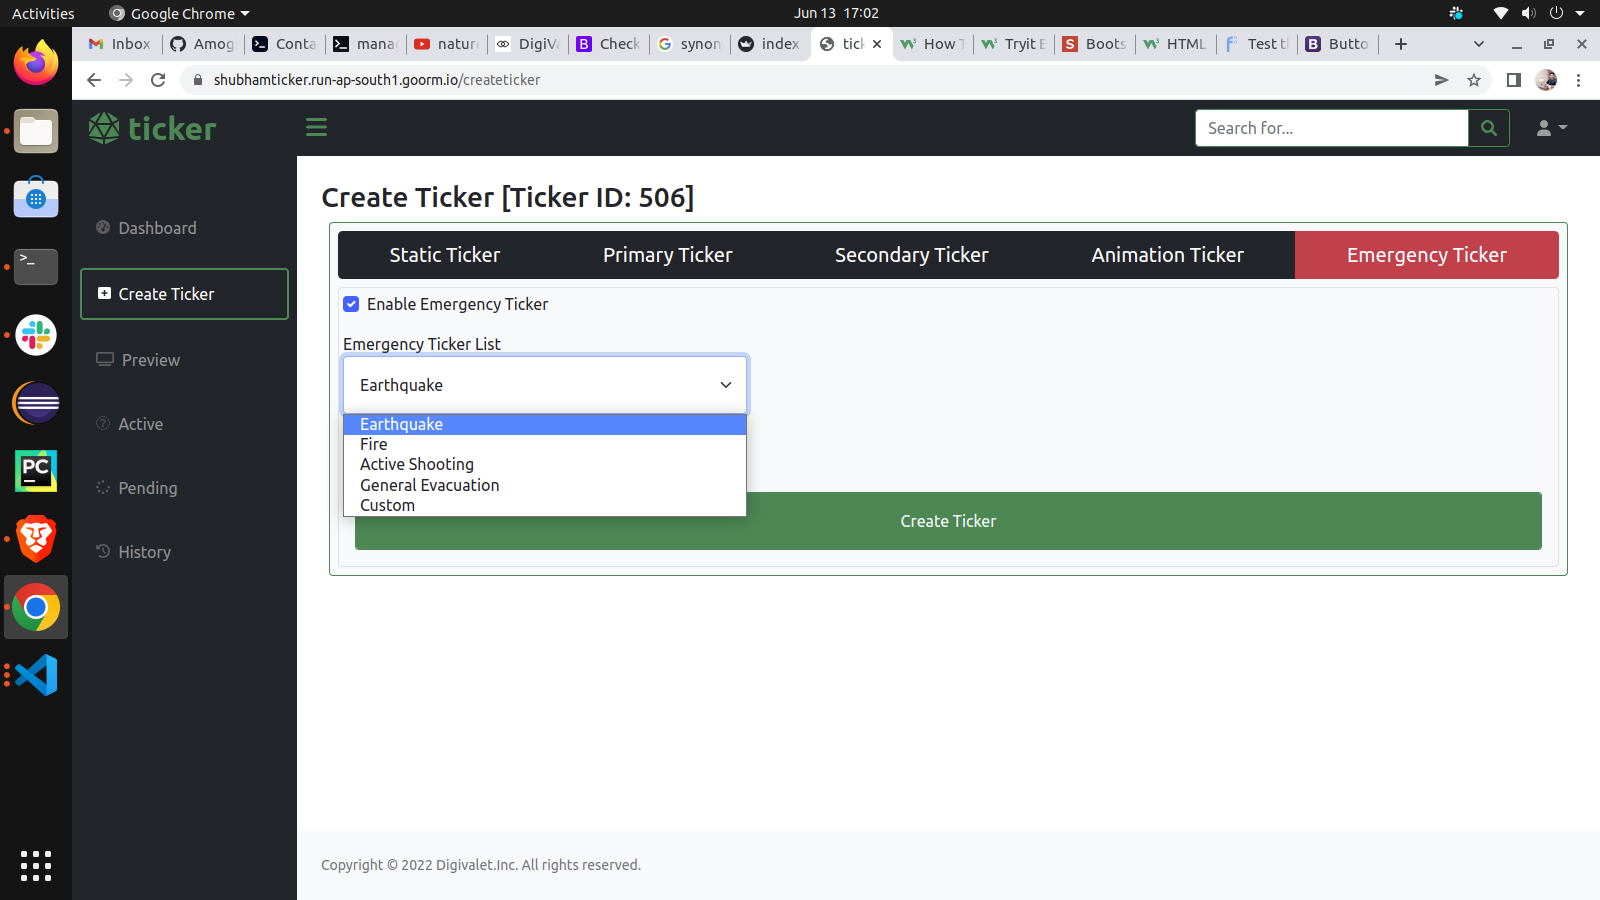 Activities Google Chrome Jun 13 17:02
Inbox Amog Conta mana natur DigiVa Check synon index tick How T Tryit E Boots HTML Test t Butto
shubhamticker.run-ap-south1.goorm.io/createticker
ticker Search for...
Create Ticker [Ticker ID: 506]
Static Ticker Primary Ticker Secondary Ticker Animation Ticker Emergency Ticker
Dashboard
Create Ticker
Preview
Active
Pending
History
Enable Emergency Ticker
Emergency Ticker List
Earthquake
Earthquake
Fire
Active Shooting
General Evacuation
Custom
Create Ticker
Copyright © 2022 Digivalet.Inc. All rights reserved.
PC